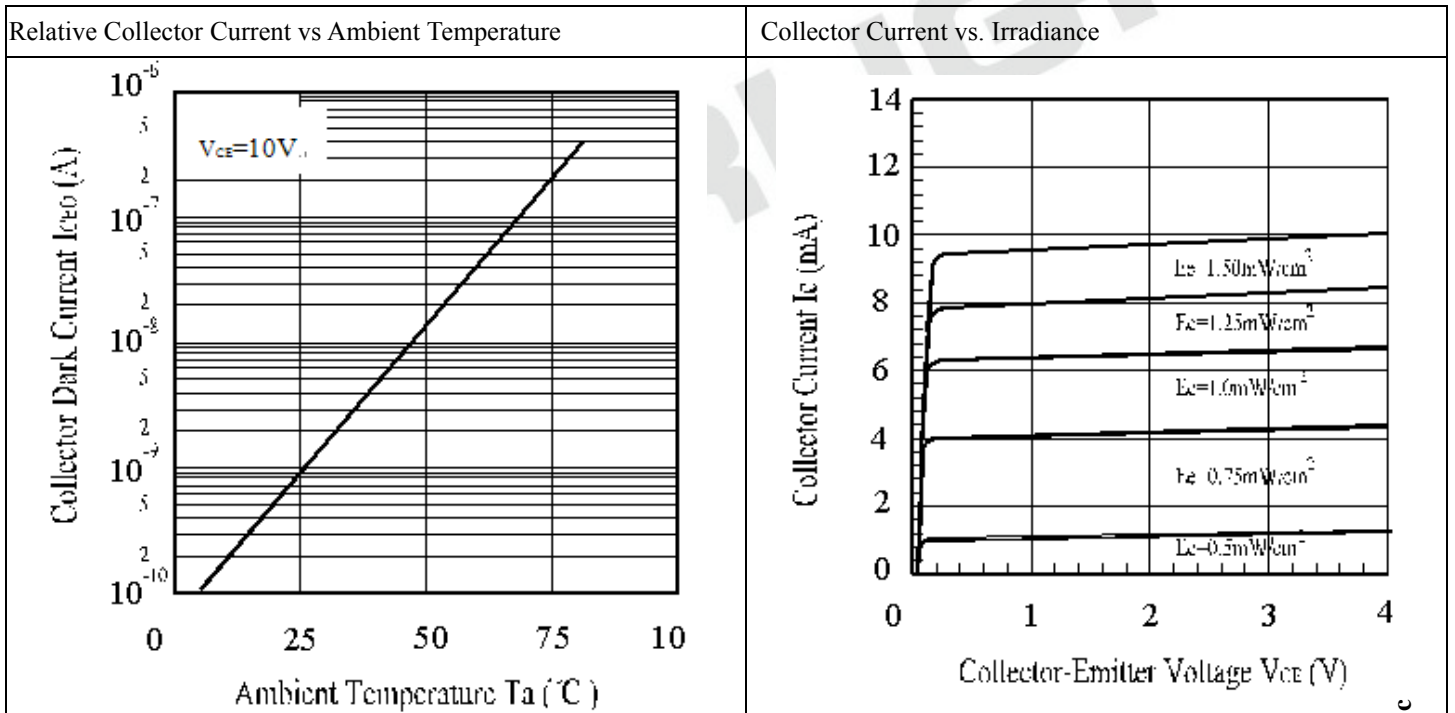 Relative Collector Current vs Ambient Temperature
Collector Current vs. Irradiance
Collector Dark Current ICEO (A)
10⁻⁶
5
2
10⁻⁷
5
2
10⁻⁸
5
2
10⁻⁹
5
2
10⁻¹⁰
VCE=10V
0 25 50 75 10
Ambient Temperature Ta (°C)
Collector Current Ic (mA)
14
12
10
8
6
4
2
0
Ee=1.50mW/cm²
Ee=1.25mW/cm²
Ee=1.0mW/cm²
Ee=0.75mW/cm²
Ee=0.5mW/cm²
0 1 2 3 4
Collector-Emitter Voltage VCE (V)
c